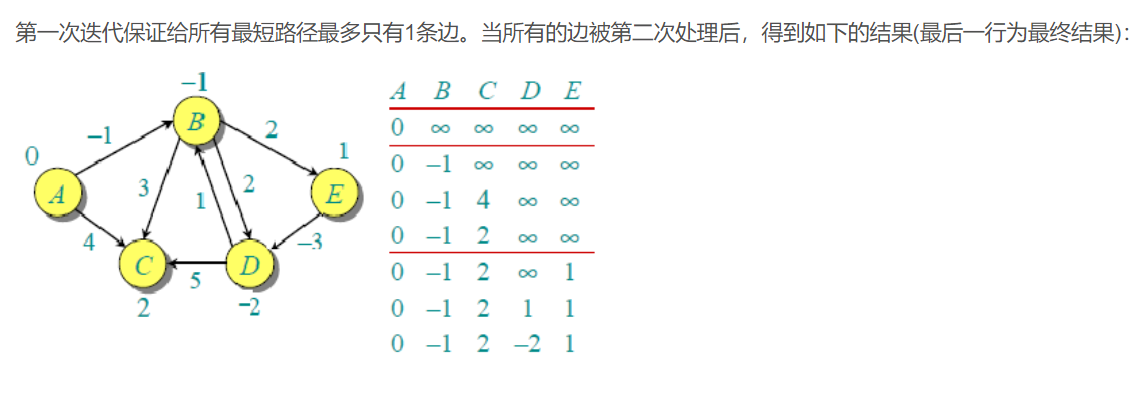 第一次迭代保证给所有最短路径最多只有1条边。当所有的边被第二次处理后，得到如下的结果(最后一行为最终结果)：
−1
B
−1
2
0
1
A
3
1
2
E
4
−3
C
5
D
2
−2
A B C D E
0 ∞ ∞ ∞ ∞
0 −1 ∞ ∞ ∞
0 −1 4 ∞ ∞
0 −1 2 ∞ ∞
0 −1 2 ∞ 1
0 −1 2 1 1
0 −1 2 −2 1